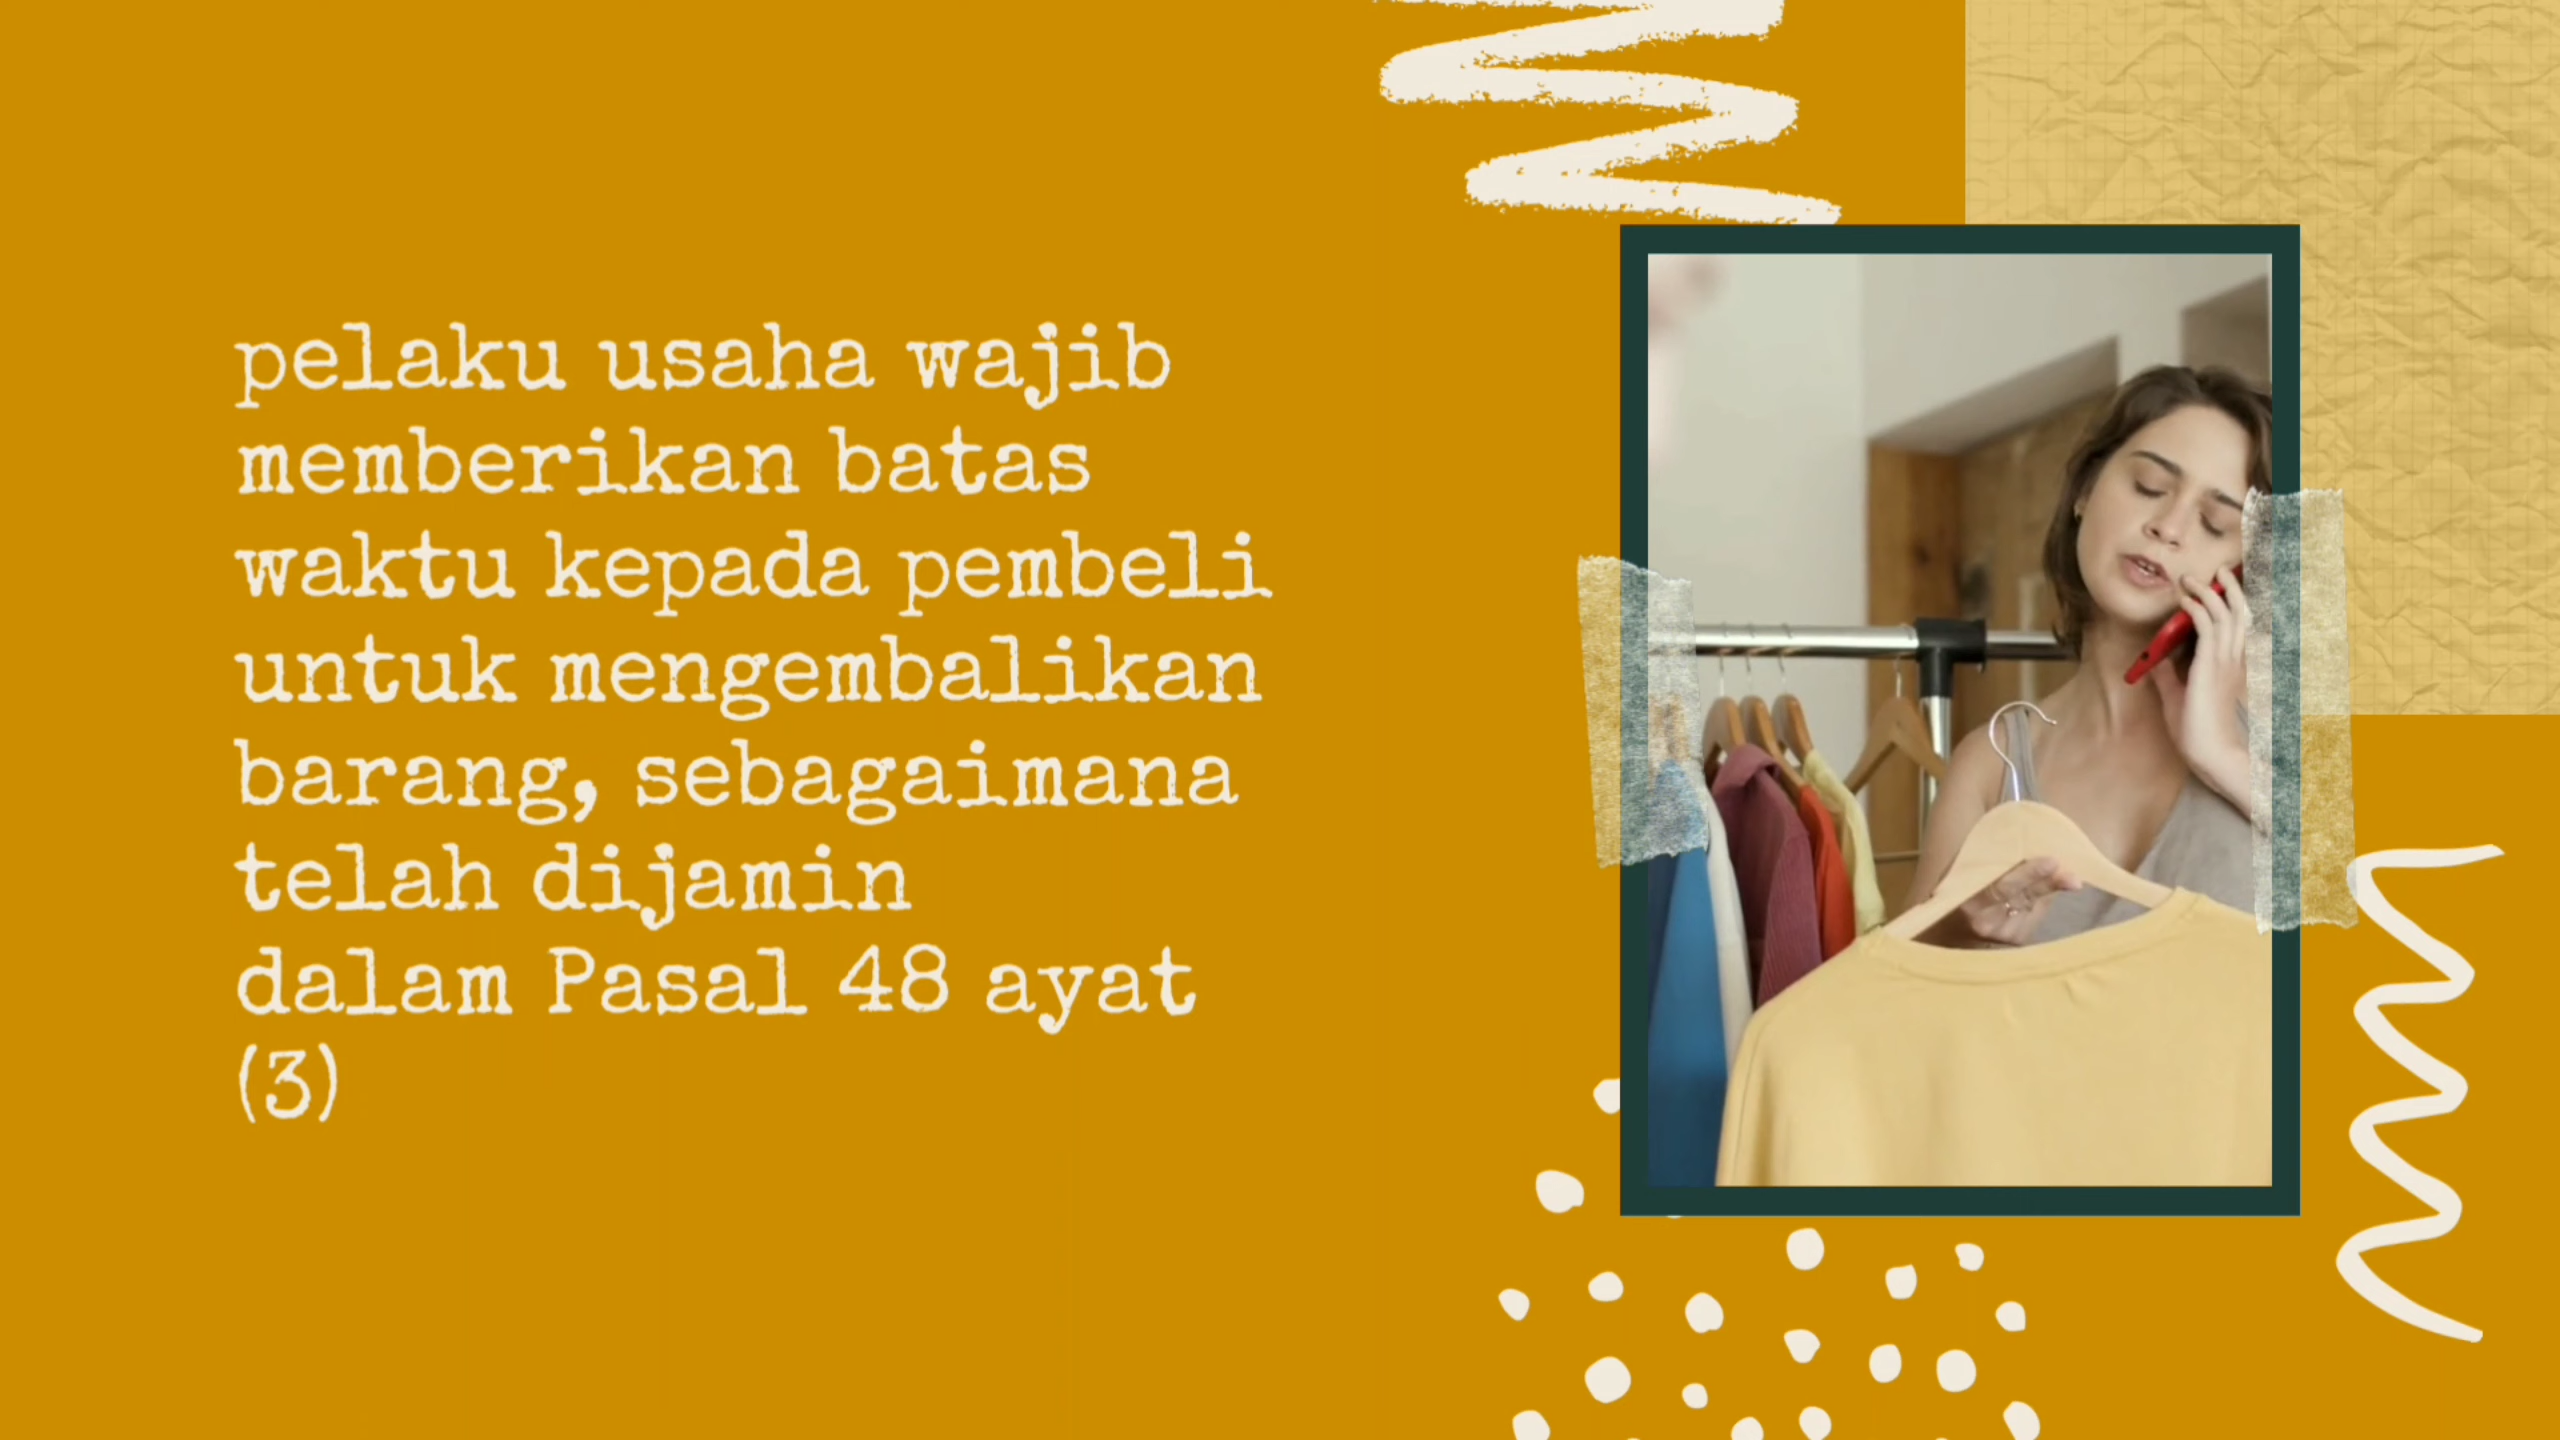 pelaku usaha wajib
memberikan batas
waktu kepada pembeli
untuk mengembalikan
barang, sebagaimana
telah dijamin
dalam Pasal 48 ayat
(3)